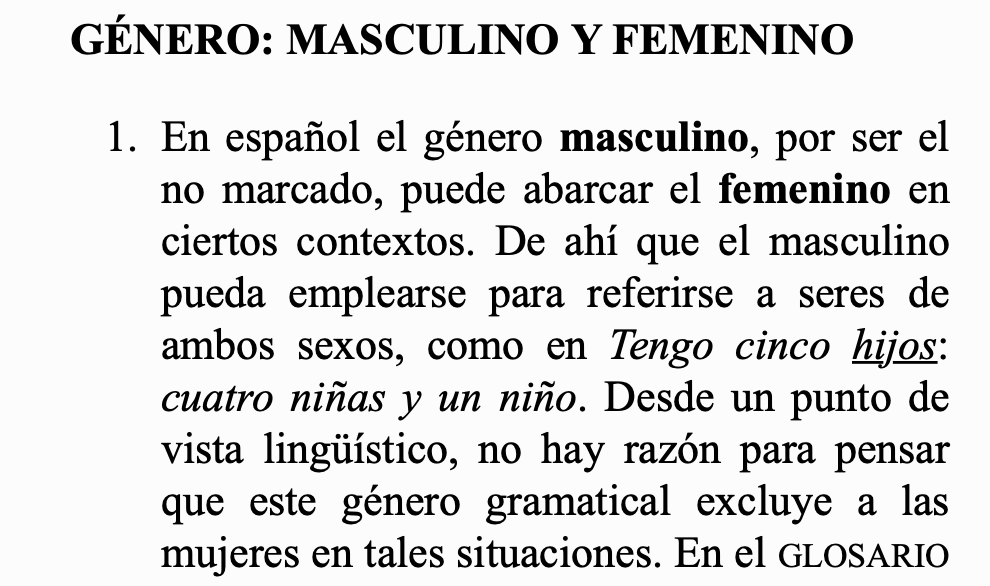 GÉNERO: MASCULINO Y FEMENINO
1. En español el género masculino, por ser el
no marcado, puede abarcar el femenino en
ciertos contextos. De ahí que el masculino
pueda emplearse para referirse a seres de
ambos sexos, como en Tengo cinco hijos:
cuatro niñas y un niño. Desde un punto de
vista lingüístico, no hay razón para pensar
que este género gramatical excluye a las
mujeres en tales situaciones. En el GLOSARIO